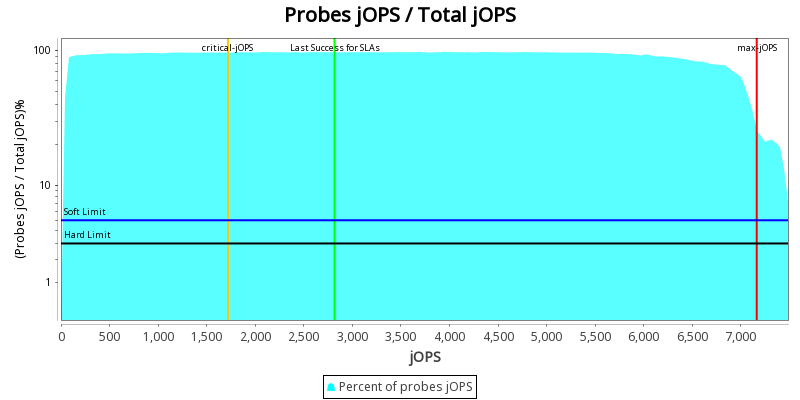 Probes jOPS / Total jOPS
(Probes jOPS / Total jOPS)%
100
10
1
critical-jOPS
Last Success for SLAs
max-jOPS
Soft Limit
Hard Limit
0
500
1,000
1,500
2,000
2,500
3,000
3,500
4,000
4,500
5,000
5,500
6,000
6,500
7,000
jOPS
Percent of probes jOPS